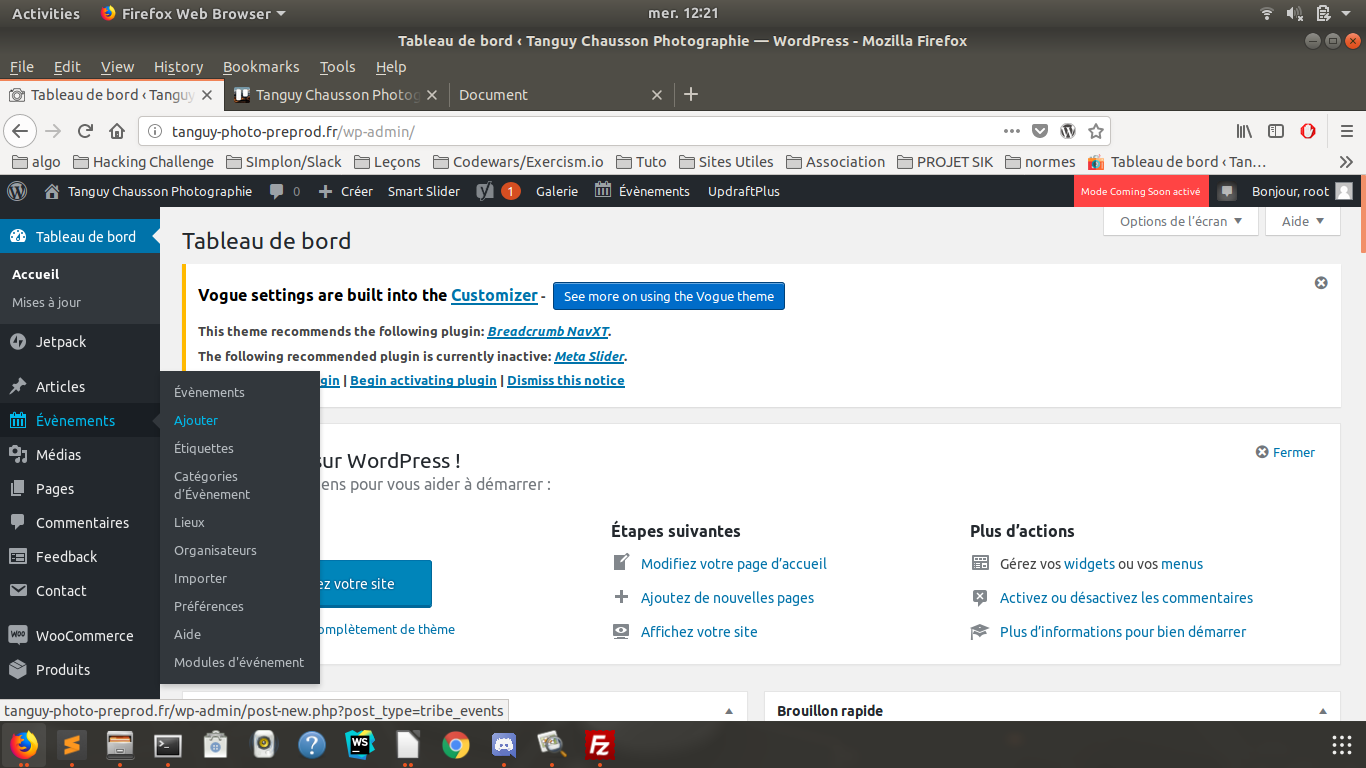 Activities Firefox Web Browser mer. 12:21
Tableau de bord ‹ Tanguy Chausson Photographie — WordPress - Mozilla Firefox
File Edit View History Bookmarks Tools Help
Tableau de bord ‹ Tanguy Tanguy Chausson Photog Document
tanguy-photo-preprod.fr/wp-admin/
algo Hacking Challenge SImplon/Slack Leçons Codewars/Exercism.io Tuto Sites Utiles Association PROJET SIK normes Tableau de bord ‹ Tan…
Tanguy Chausson Photographie 0 Créer Smart Slider 1 Galerie Évènements UpdraftPlus Mode Coming Soon activé Bonjour, root
Options de l’écran Aide
Tableau de bord
Accueil
Mises à jour
Jetpack
Articles
Évènements
Médias
Pages
Commentaires
Feedback
Contact
WooCommerce
Produits
Évènements
Ajouter
Étiquettes
Catégories
d'Évènement
Lieux
Organisateurs
Importer
Préférences
Aide
Modules d'événement
Tableau de bord
Vogue settings are built into the Customizer - See more on using the Vogue theme
This theme recommends the following plugin: Breadcrumb NavXT.
The following recommended plugin is currently inactive: Meta Slider.
gin | Begin activating plugin | Dismiss this notice
sur WordPress !
Fermer
ens pour vous aider à démarrer :
ez votre site
omplètement de thème
Étapes suivantes
Modifiez votre page d’accueil
Ajoutez de nouvelles pages
Affichez votre site
Plus d’actions
Gérez vos widgets ou vos menus
Activez ou désactivez les commentaires
Plus d’informations pour bien démarrer
Brouillon rapide
tanguy-photo-preprod.fr/wp-admin/post-new.php?post_type=tribe_events
WS
Fz